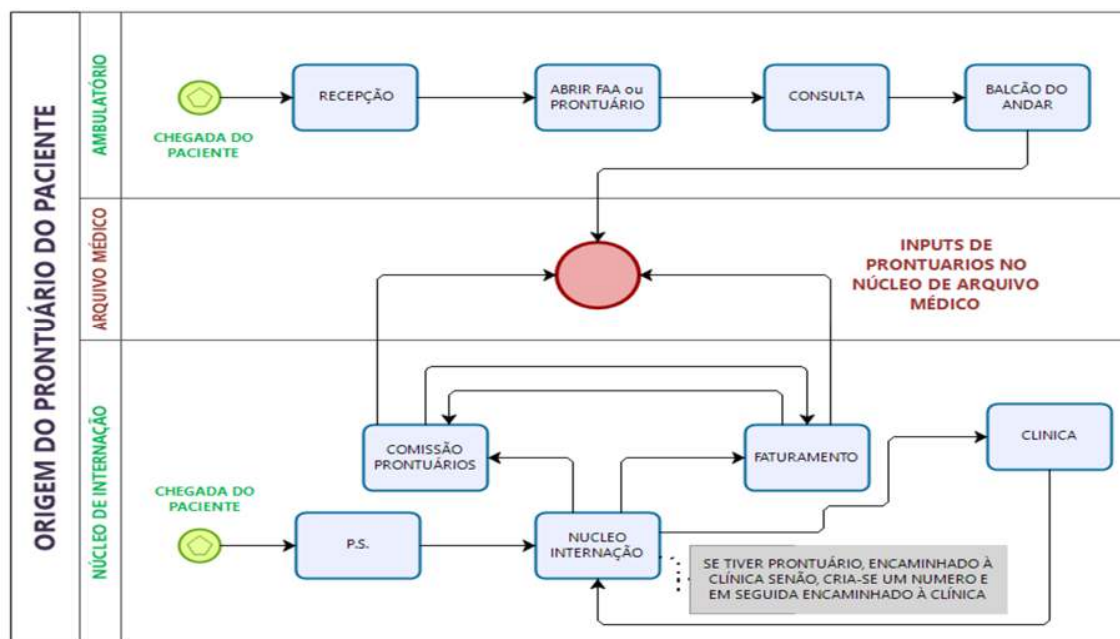 ORIGEM DO PRONTUÁRIO DO PACIENTE
AMBULATÓRIO
CHEGADA DO
PACIENTE
RECEPÇÃO
ABRIR FAA ou
PRONTUÁRIO
CONSULTA
BALCÃO DO
ANDAR
ARQUIVO MÉDICO
INPUTS DE
PRONTUARIOS NO
NÚCLEO DE ARQUIVO
MÉDICO
NÚCLEO DE INTERNAÇÃO
COMISSÃO
PRONTUÁRIOS
FATURAMENTO
CLINICA
CHEGADA DO
PACIENTE
P.S.
NUCLEO
INTERNAÇÃO
SE TIVER PRONTUÁRIO, ENCAMINHADO À
CLÍNICA SENÃO, CRIA-SE UM NUMERO E
EM SEGUIDA ENCAMINHADO À CLÍNICA